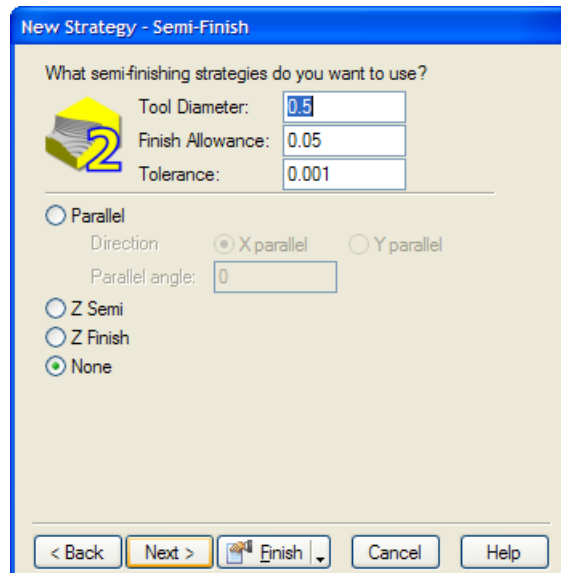 New Strategy - Semi-Finish
What semi-finishing strategies do you want to use?
2
Tool Diameter: 0.5
Finish Allowance: 0.05
Tolerance: 0.001
Parallel
Direction X parallel Y parallel
Parallel angle: 0
Z Semi
Z Finish
None
< Back Next > Finish Cancel Help